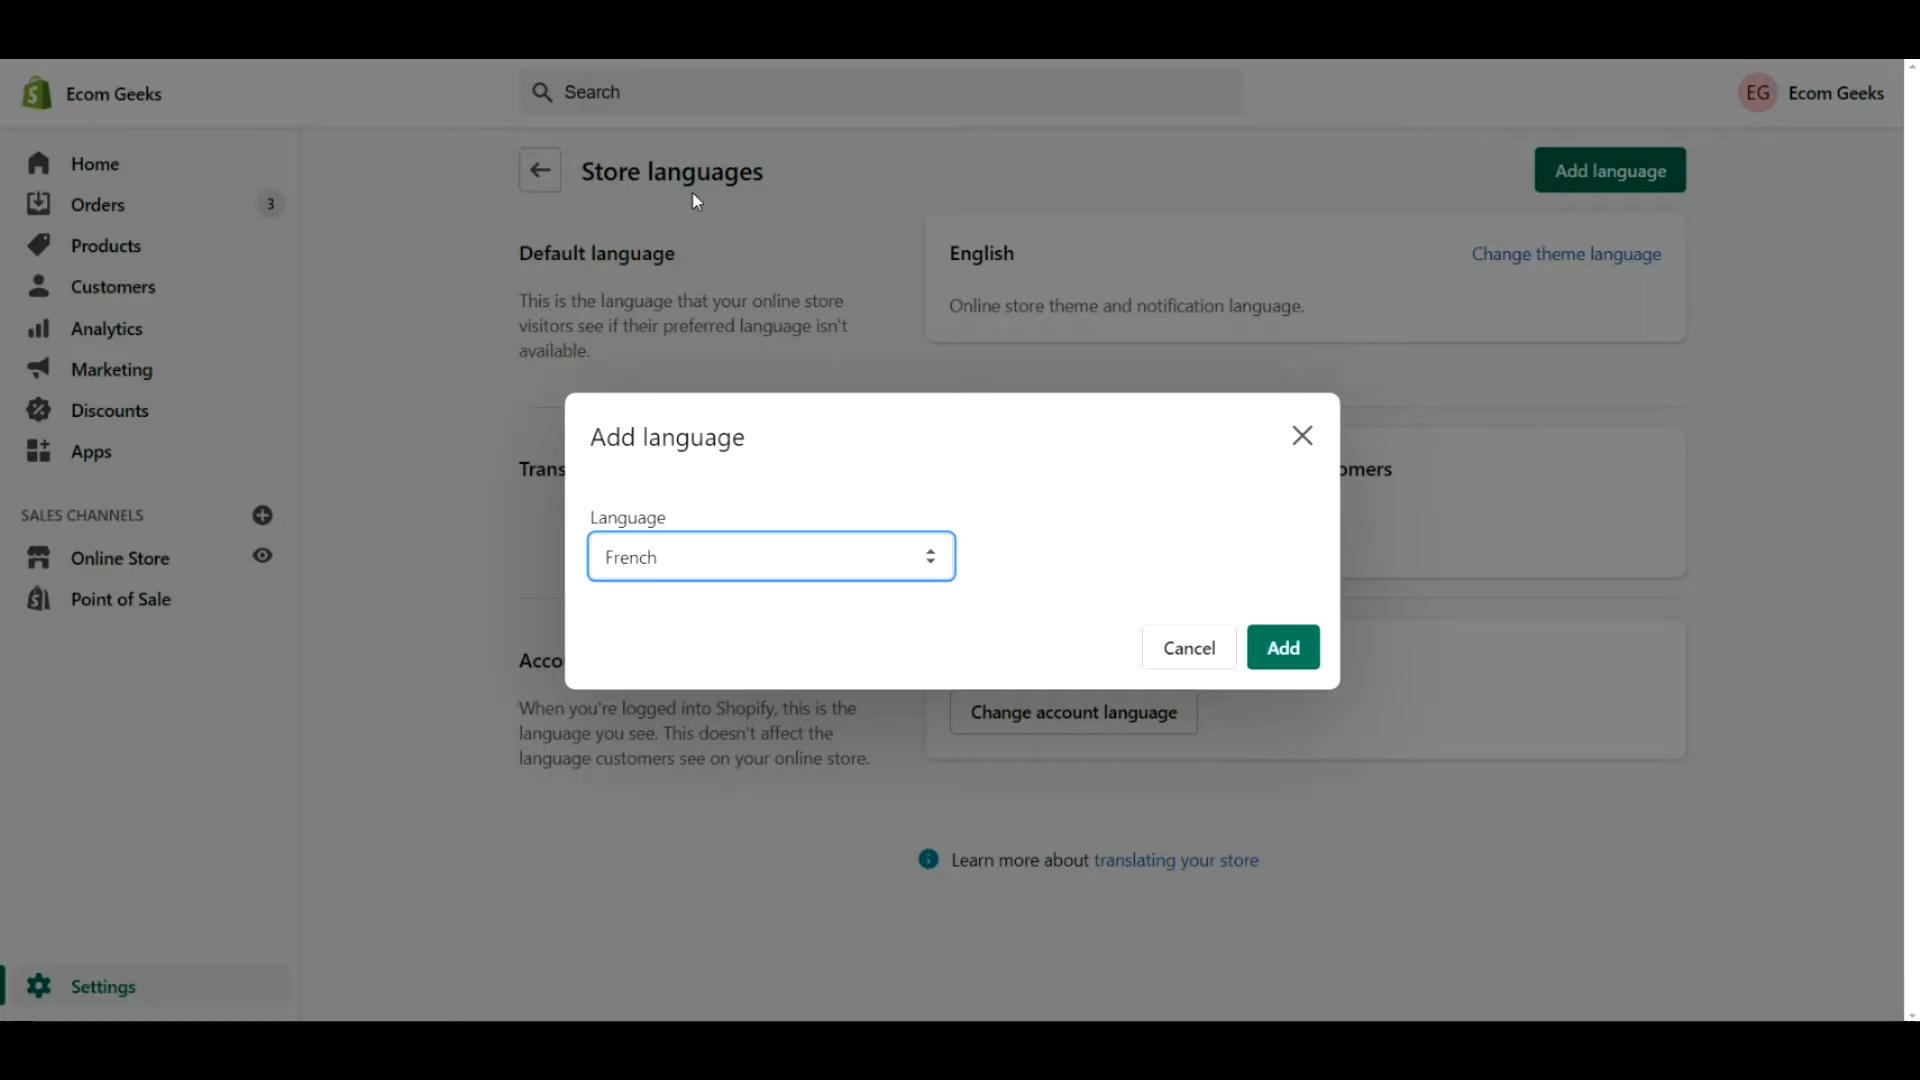 Ecom Geeks
Search
EG Ecom Geeks
Home
Orders 3
Products
Customers
Analytics
Marketing
Discounts
Apps
SALES CHANNELS
Online Store
Point of Sale
Settings
Store languages
Add language
Default language
This is the language that your online store
visitors see if their preferred language isn't
available.
English
Change theme language
Online store theme and notification language.
Trans
omers
Add language
Language
French
Cancel
Add
Acco
When you're logged into Shopify, this is the
language you see. This doesn't affect the
language customers see on your online store.
Change account language
Learn more about translating your store